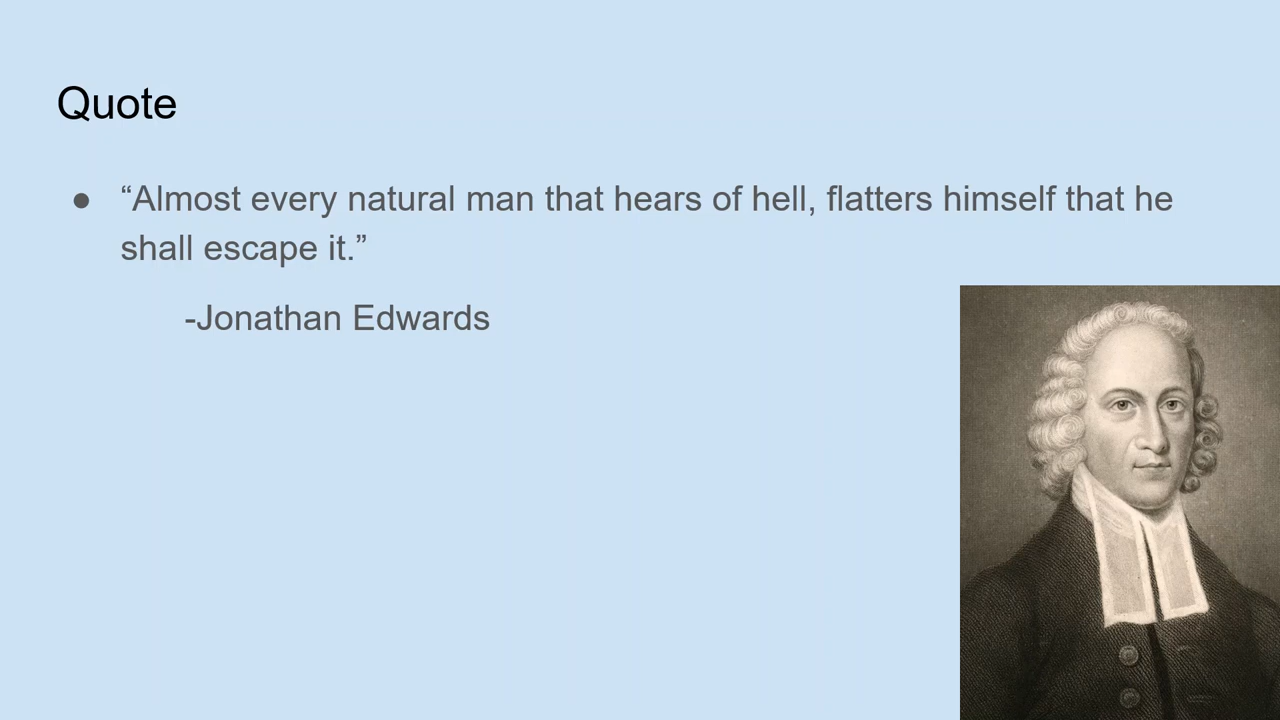 Quote
● “Almost every natural man that hears of hell, flatters himself that he
shall escape it.”
-Jonathan Edwards